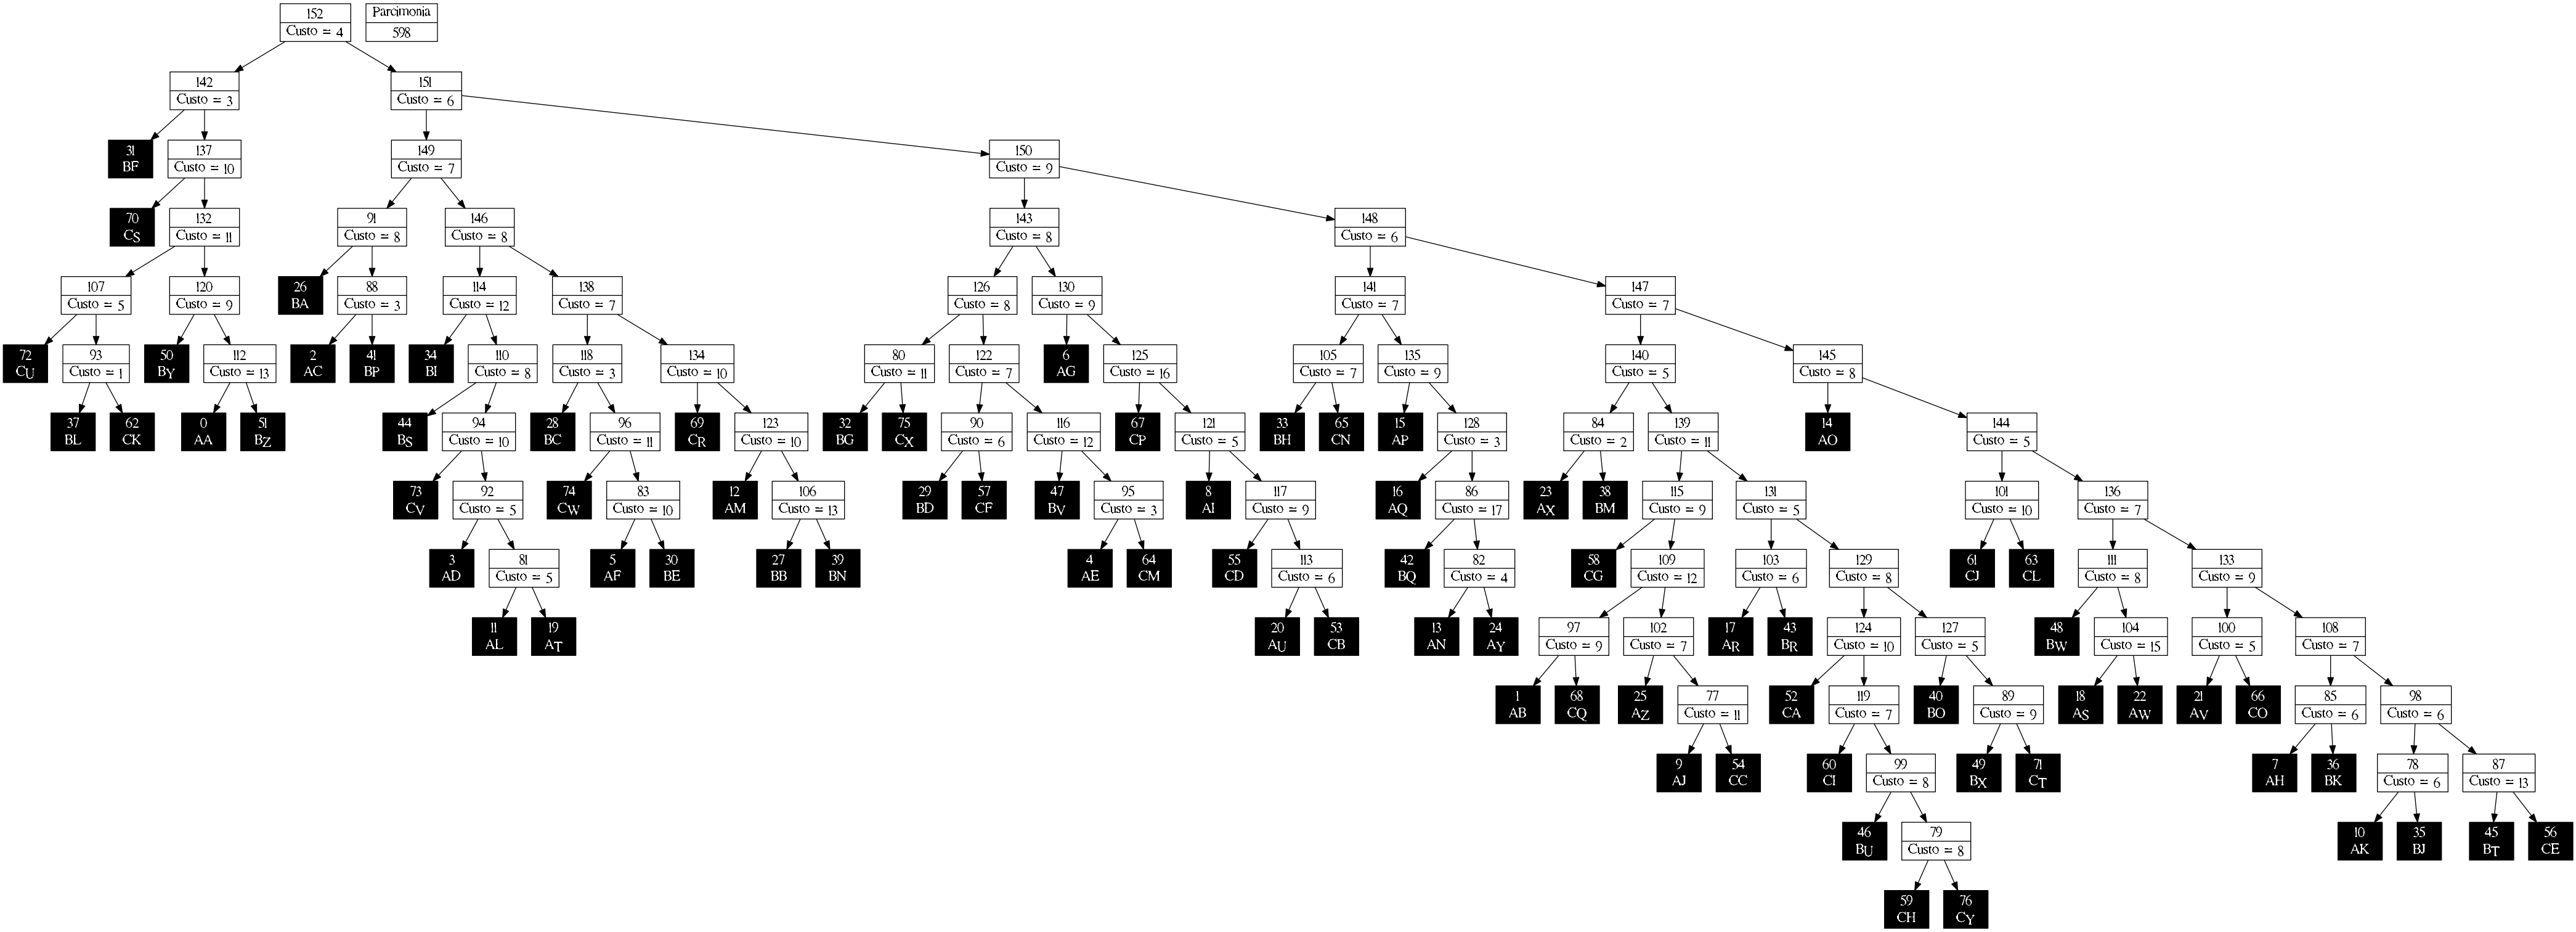 152
Parcimonia
Custo = 4
598
142
151
Custo = 3
Custo = 6
31
137
149
150
BF
Custo = 10
Custo = 7
Custo = 9
70
132
91
146
143
148
CS
Custo = 11
Custo = 8
Custo = 8
Custo = 8
Custo = 6
107
120
26
88
114
138
126
130
141
147
Custo = 5
Custo = 9
BA
Custo = 3
Custo = 12
Custo = 7
Custo = 8
Custo = 9
Custo = 7
Custo = 7
72
93
50
112
2
41
34
110
118
134
80
122
6
125
105
135
140
145
CU
Custo = 1
BY
Custo = 13
AC
BP
BI
Custo = 8
Custo = 3
Custo = 10
Custo = 11
Custo = 7
AG
Custo = 16
Custo = 7
Custo = 9
Custo = 5
Custo = 8
37
62
0
51
44
94
28
96
69
123
32
75
90
116
67
121
33
65
15
128
84
139
14
144
BL
CK
AA
BZ
BS
Custo = 10
BC
Custo = 11
CR
Custo = 10
BG
CX
Custo = 6
Custo = 12
CP
Custo = 5
BH
CN
AP
Custo = 3
Custo = 2
Custo = 11
AO
Custo = 5
73
92
74
83
12
106
29
57
47
95
8
117
16
86
23
38
115
131
101
136
CV
Custo = 5
CW
Custo = 10
AM
Custo = 13
BD
CF
BV
Custo = 3
AI
Custo = 9
AQ
Custo = 17
AX
BM
Custo = 9
Custo = 5
Custo = 10
Custo = 7
3
81
5
30
27
39
4
64
55
113
42
82
58
109
103
129
61
63
111
133
AD
Custo = 5
AF
BE
BB
BN
AE
CM
CD
Custo = 6
BQ
Custo = 4
CG
Custo = 12
Custo = 6
Custo = 8
CJ
CL
Custo = 8
Custo = 9
11
19
20
53
13
24
97
102
17
43
124
127
48
104
100
108
AL
AT
AU
CB
AN
AY
Custo = 9
Custo = 7
AR
BR
Custo = 10
Custo = 5
BW
Custo = 15
Custo = 5
Custo = 7
1
68
25
77
52
119
40
89
18
22
21
66
85
98
AB
CQ
AZ
Custo = 11
CA
Custo = 7
BO
Custo = 9
AS
AW
AV
CO
Custo = 6
Custo = 6
9
54
60
99
49
71
7
36
78
87
AJ
CC
CI
Custo = 8
BX
CT
AH
BK
Custo = 6
Custo = 13
46
79
10
35
45
56
BU
Custo = 8
AK
BJ
BT
CE
59
76
CH
CY